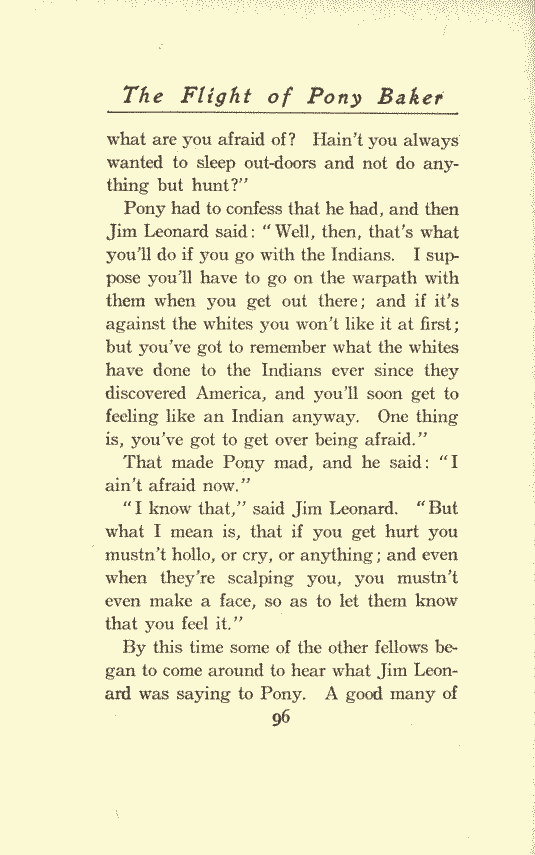 The Flight of Pony Baker
what are you afraid of? Hain't you always
wanted to sleep out-doors and not do any-
thing but hunt?"
Pony had to confess that he had, and then
Jim Leonard said: "Well, then, that's what
you'll do if you go with the Indians. I sup-
pose you'll have to go on the warpath with
them when you get out there; and if it's
against the whites you won't like it at first;
but you've got to remember what the whites
have done to the Indians ever since they
discovered America, and you'll soon get to
feeling like an Indian anyway. One thing
is, you've got to get over being afraid."
That made Pony mad, and he said: "I
ain't afraid now."
"I know that," said Jim Leonard. "But
what I mean is, that if you get hurt you
mustn't hollo, or cry, or anything; and even
when they're scalping you, you mustn't
even make a face, so as to let them know
that you feel it."
By this time some of the other fellows be-
gan to come around to hear what Jim Leon-
ard was saying to Pony. A good many of
96